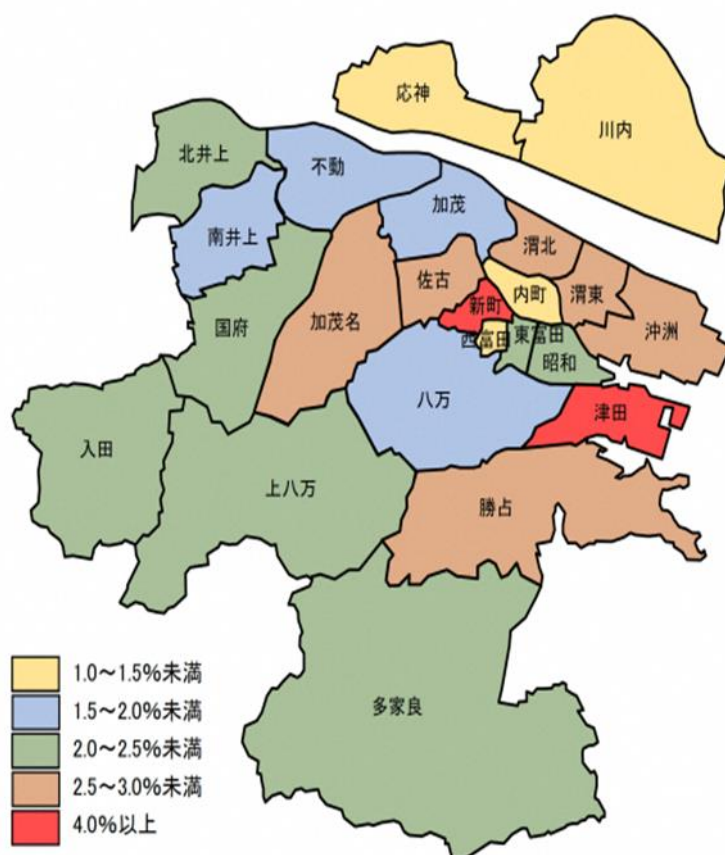 応神
川内
北井上
不動
加茂
南井上
渭北
佐古
内町
渭東
新町
国府
加茂名
沖洲
西富田
東富田
昭和
八万
津田
入田
上八万
勝占
多家良
1.0～1.5%未満
1.5～2.0%未満
2.0～2.5%未満
2.5～3.0%未満
4.0%以上